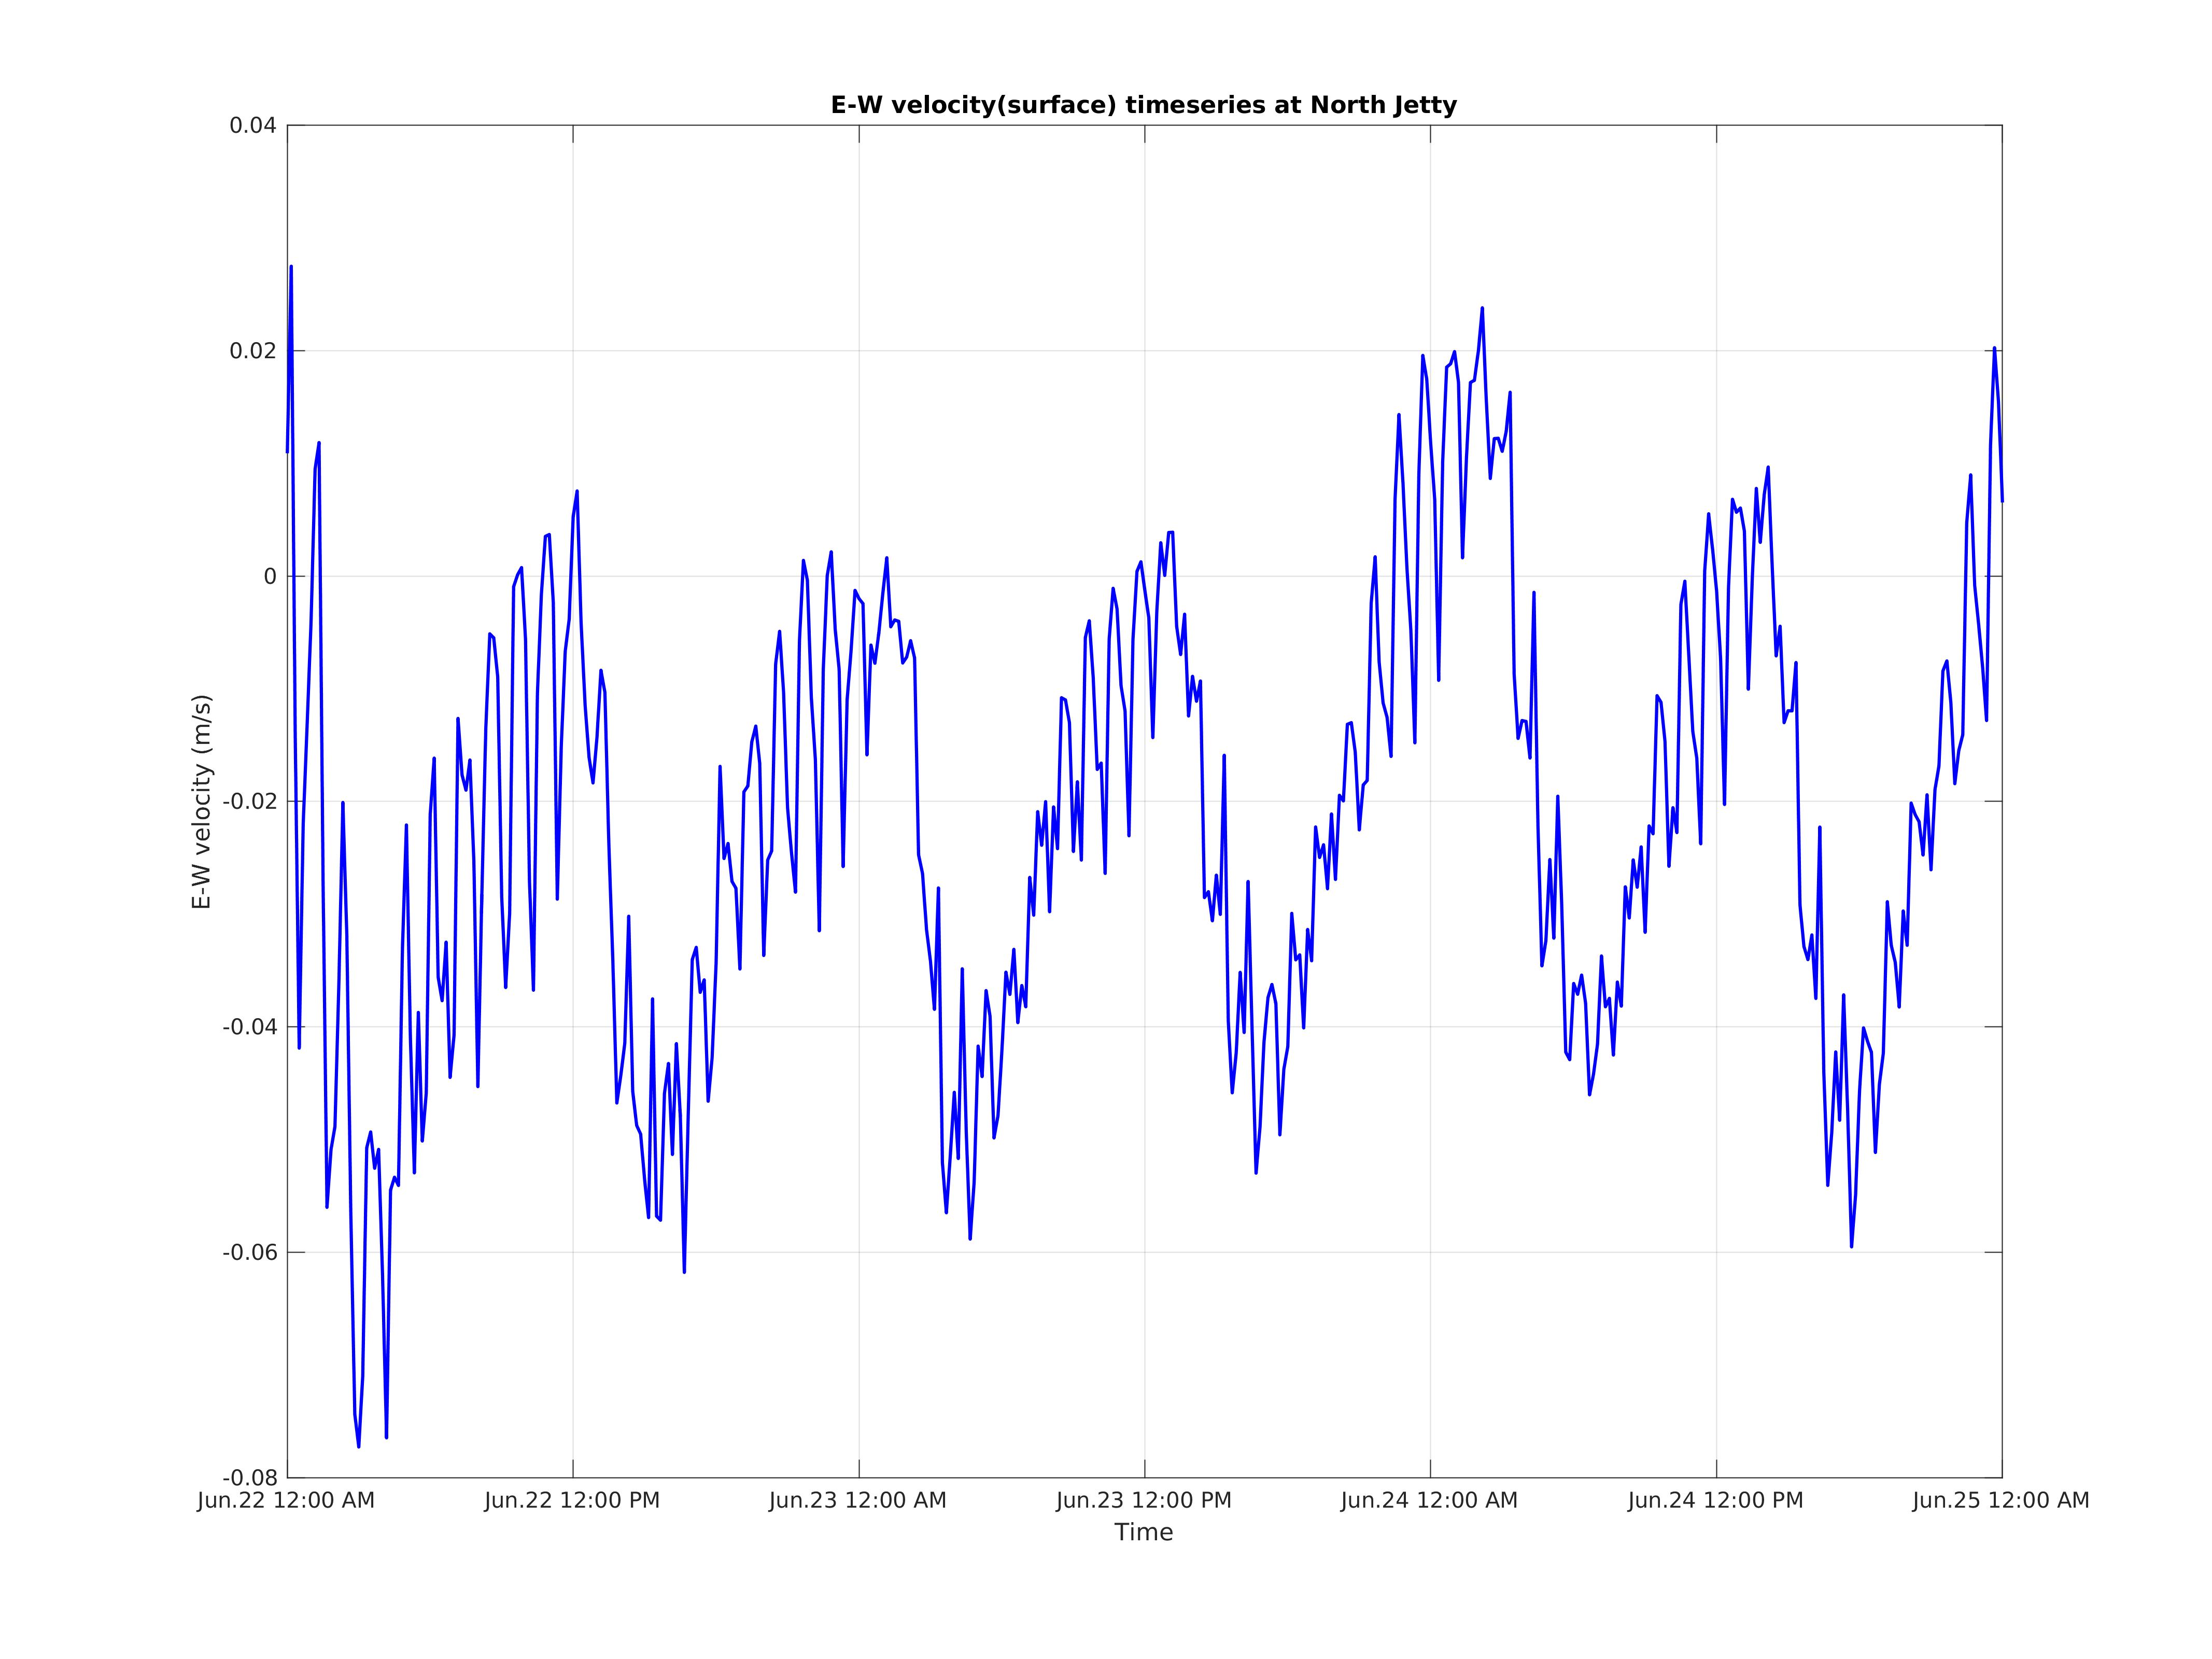 E-W velocity(surface) timeseries at North Jetty
0.04
0.02
0
-0.02
-0.04
-0.06
-0.08
E-W velocity (m/s)
Jun.22 12:00 AM
Jun.22 12:00 PM
Jun.23 12:00 AM
Jun.23 12:00 PM
Jun.24 12:00 AM
Jun.24 12:00 PM
Jun.25 12:00 AM
Time